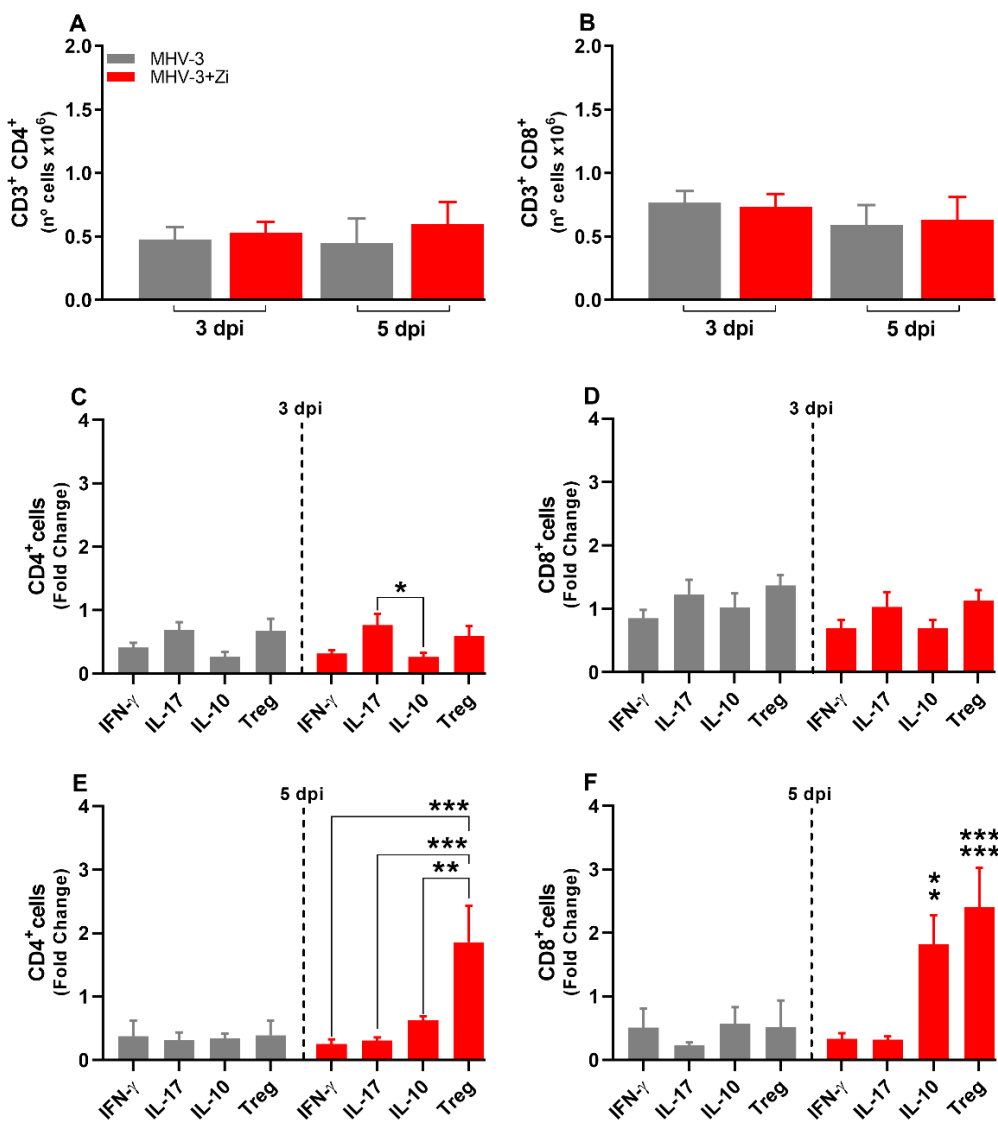 A
CD3+ CD4+
(nº cells x10⁶)
2.0
1.5
1.0
0.5
0.0
MHV-3
MHV-3+Zi
3 dpi
5 dpi
B
CD3+ CD8+
(nº cells x10⁶)
2.0
1.5
1.0
0.5
0.0
3 dpi
5 dpi
C
3 dpi
CD4+ cells
(Fold Change)
4
3
2
1
0
*
IFN-γ
IL-17
IL-10
Treg
IFN-γ
IL-17
IL-10
Treg
D
3 dpi
CD8+ cells
(Fold Change)
4
3
2
1
0
IFN-γ
IL-17
IL-10
Treg
IFN-γ
IL-17
IL-10
Treg
E
5 dpi
CD4+ cells
(Fold Change)
4
3
2
1
0
***
***
**
IFN-γ
IL-17
IL-10
Treg
IFN-γ
IL-17
IL-10
Treg
F
5 dpi
CD8+ cells
(Fold Change)
4
3
2
1
0
*
*
***
***
IFN-γ
IL-17
IL-10
Treg
IFN-γ
IL-17
IL-10
Treg